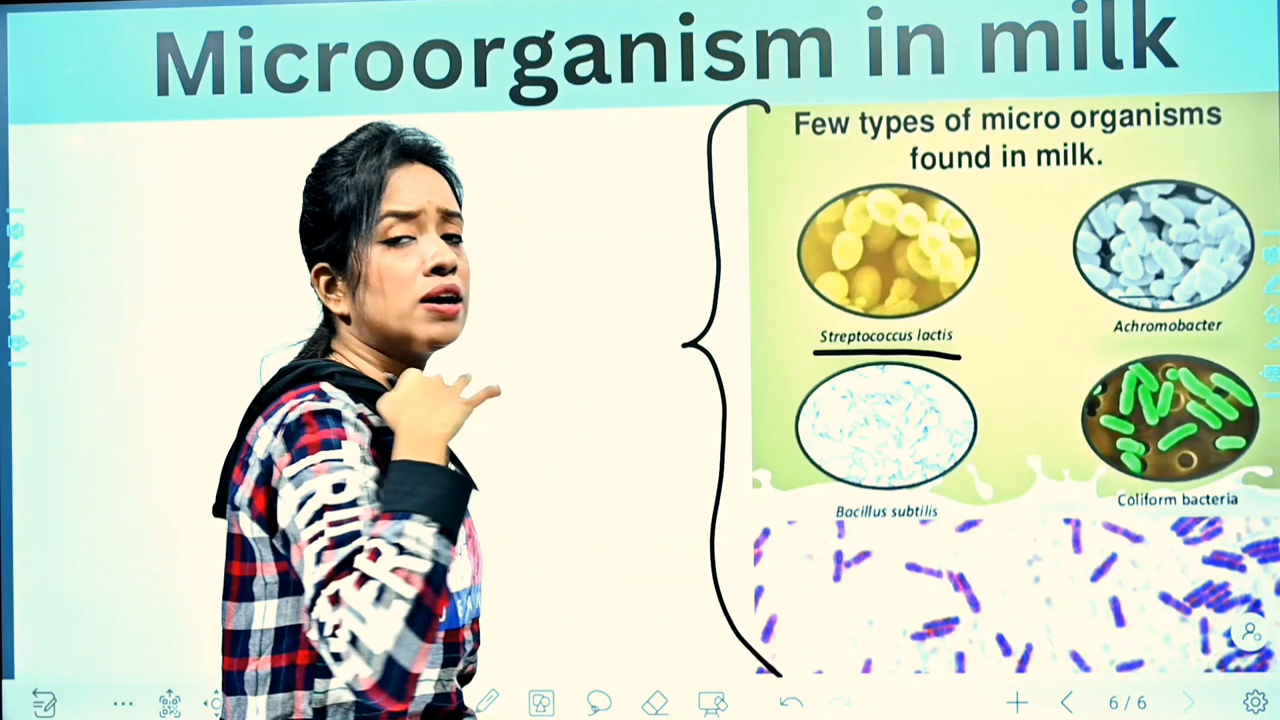 Microorganism in milk
Few types of micro organisms
found in milk.
Streptococcus lactis
Achromobacter
Bacillus subtilis
Coliform bacteria
6 / 6